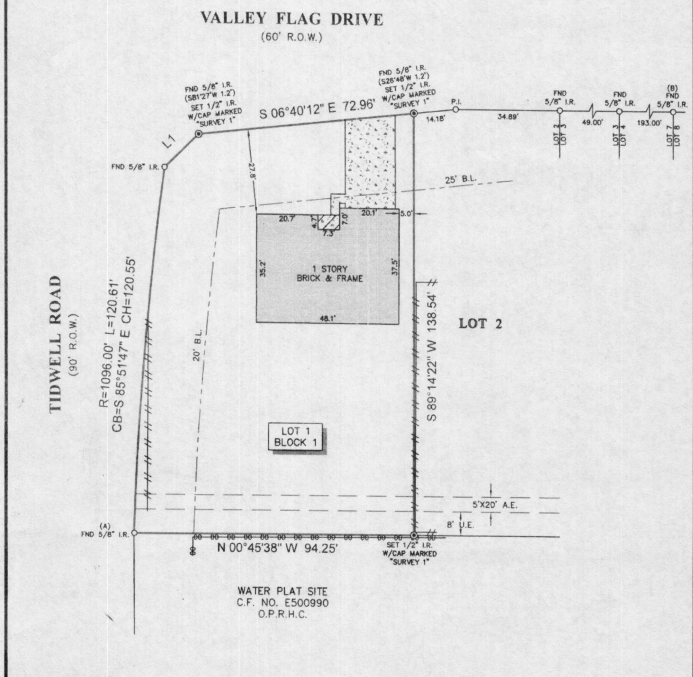 VALLEY FLAG DRIVE
(60' R.O.W.)
FND 5/8" I.R.
(S81°27'W 1.2')
SET 1/2" I.R.
W/CAP MARKED
"SURVEY 1"
S 06°40'12" E 72.96'
FND 5/8" I.R.
(S28°48'W 1.2')
SET 1/2" I.R.
W/CAP MARKED
"SURVEY 1"
14.18'
P.I.
34.89'
FND
5/8" I.R.
LOT 2
LOT 3
49.00'
FND
5/8" I.R.
LOT 3
LOT 4
193.00'
(B)
FND
5/8" I.R.
LOT 7
LOT 8
L1
FND 5/8" I.R.
27.8'
25' B.L.
20.7'
4.7'
7.3'
7.0'
20.1'
5.0'
35.2'
1 STORY
BRICK & FRAME
37.5'
48.1'
TIDWELL ROAD
(90' R.O.W.)
R=1096.00' L=120.61'
CB=S 85°51'47" E CH=120.55'
20' B.L.
S 89°14'22" W 138.54'
LOT 2
LOT 1
BLOCK 1
5'X20' A.E.
8' U.E.
(A)
FND 5/8" I.R.
N 00°45'38" W 94.25'
SET 1/2" I.R.
W/CAP MARKED
"SURVEY 1"
WATER PLAT SITE
C.F. NO. E500990
O.P.R.H.C.